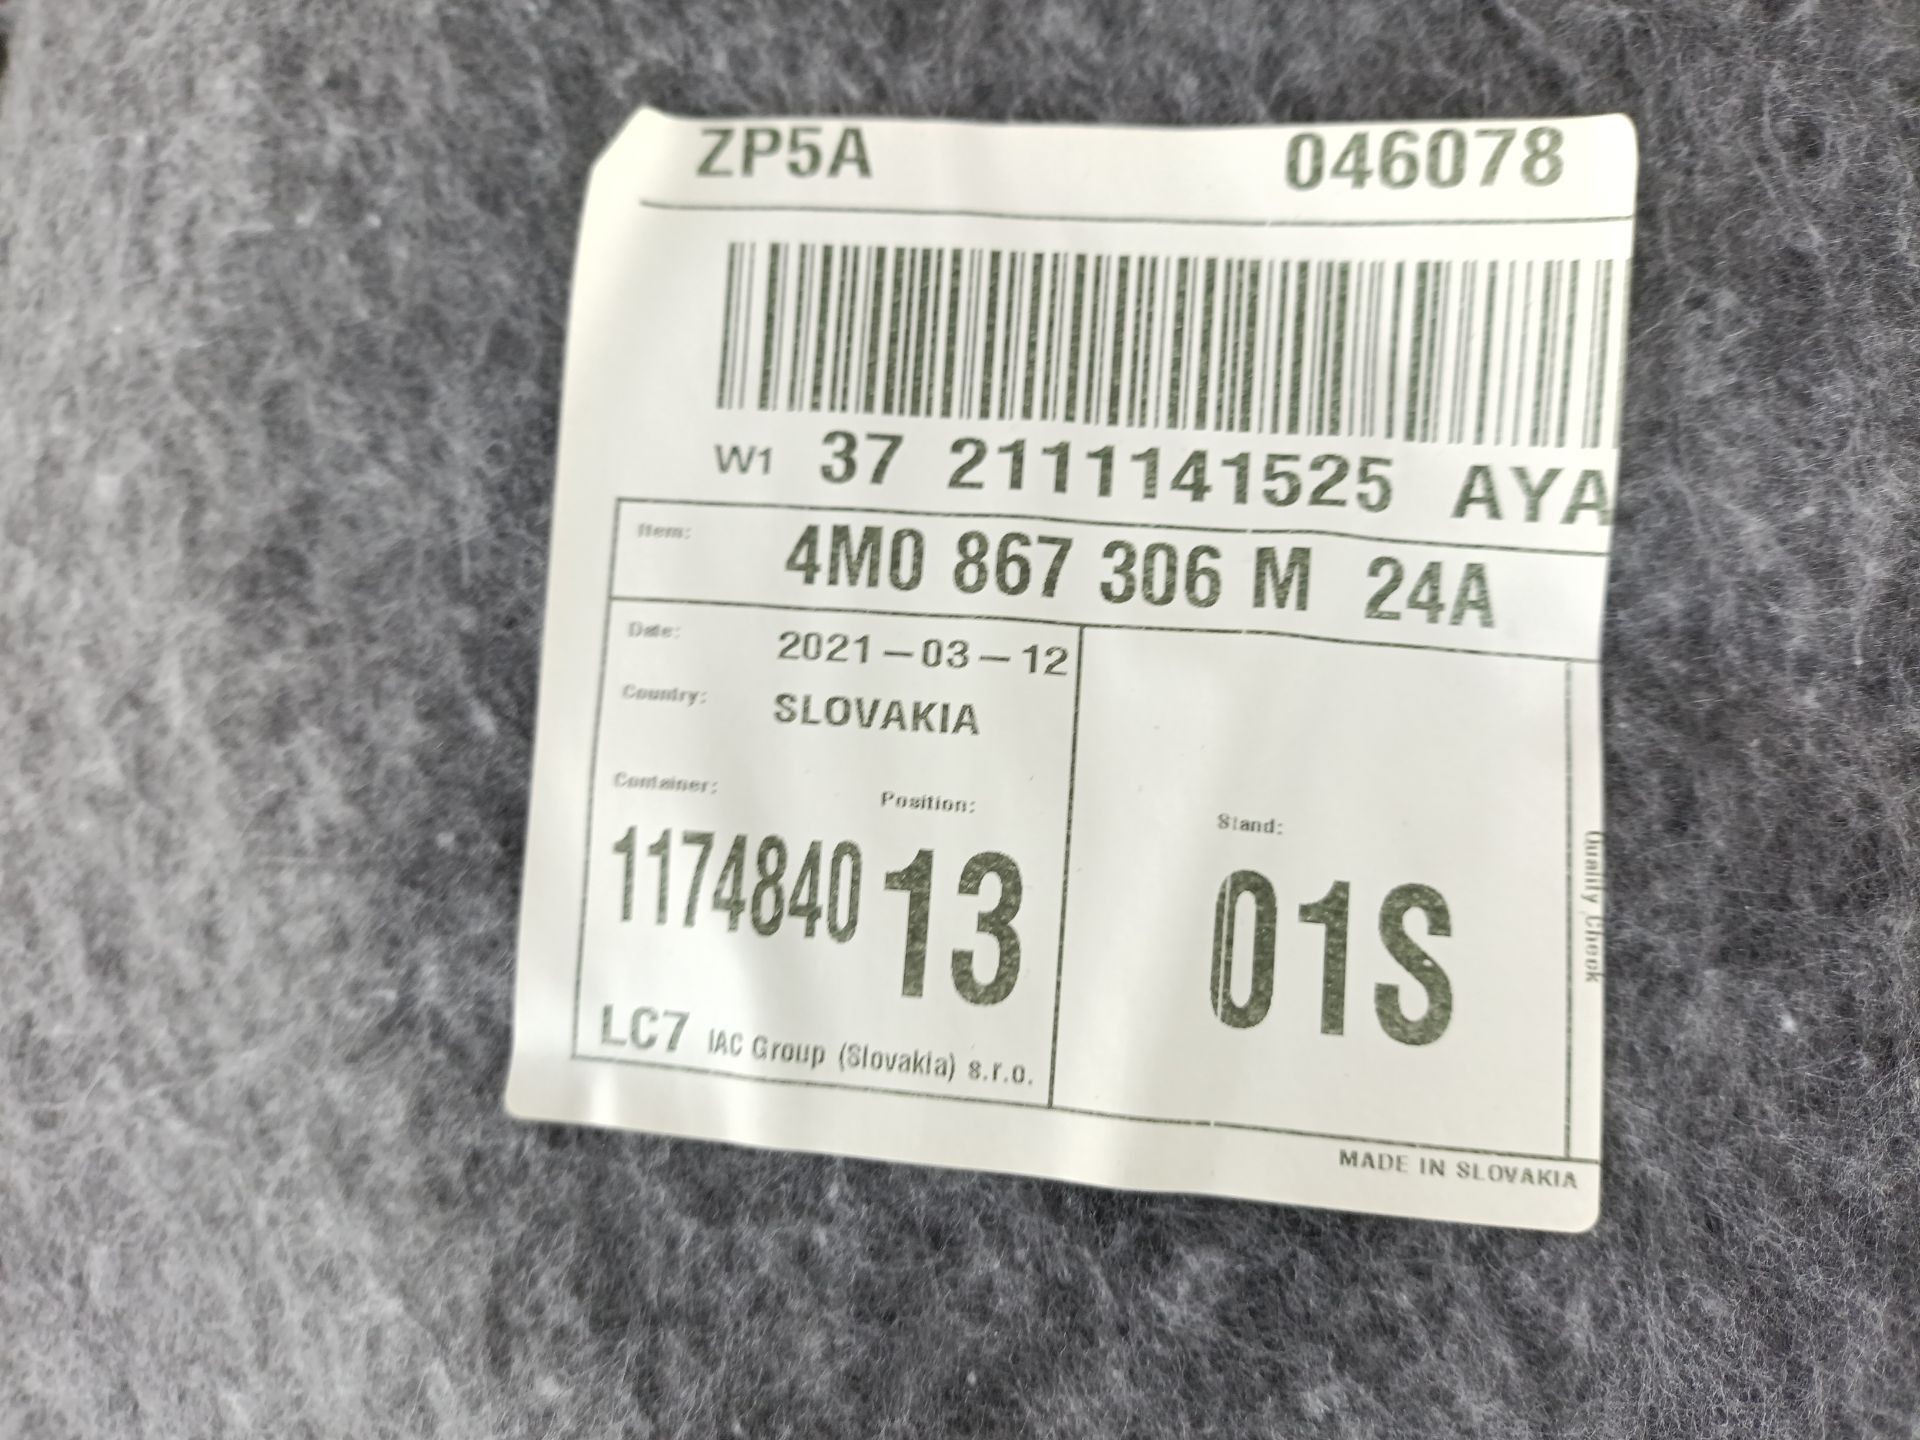 ZP5A 046078
W1 37 2111141525 AYA
Item: 4M0 867 306 M 24A
Date: 2021-03-12
Country: SLOVAKIA
Container: Position:
1174840 13
Stand:
01S
Quality Check
LC7 IAC Group (Slovakia) s.r.o.
MADE IN SLOVAKIA